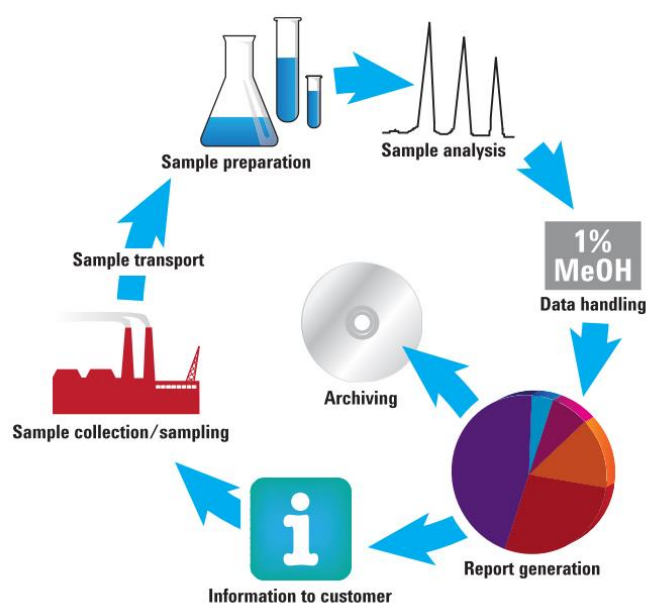 Sample preparation
Sample analysis
Sample transport
1%
MeOH
Data handling
Archiving
Sample collection/sampling
i
Report generation
Information to customer